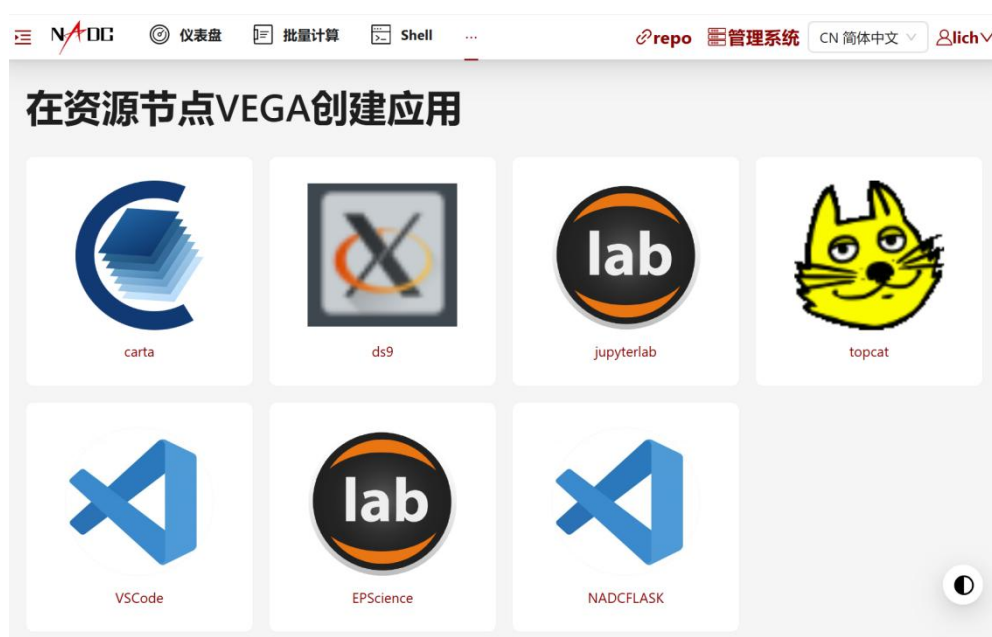 NADC 仪表盘 批量计算 Shell ... repo 管理系统 CN 简体中文 lich
在资源节点VEGA创建应用
lab
carta ds9 jupyterlab topcat
lab
VSCode EPScience NADCFLASK